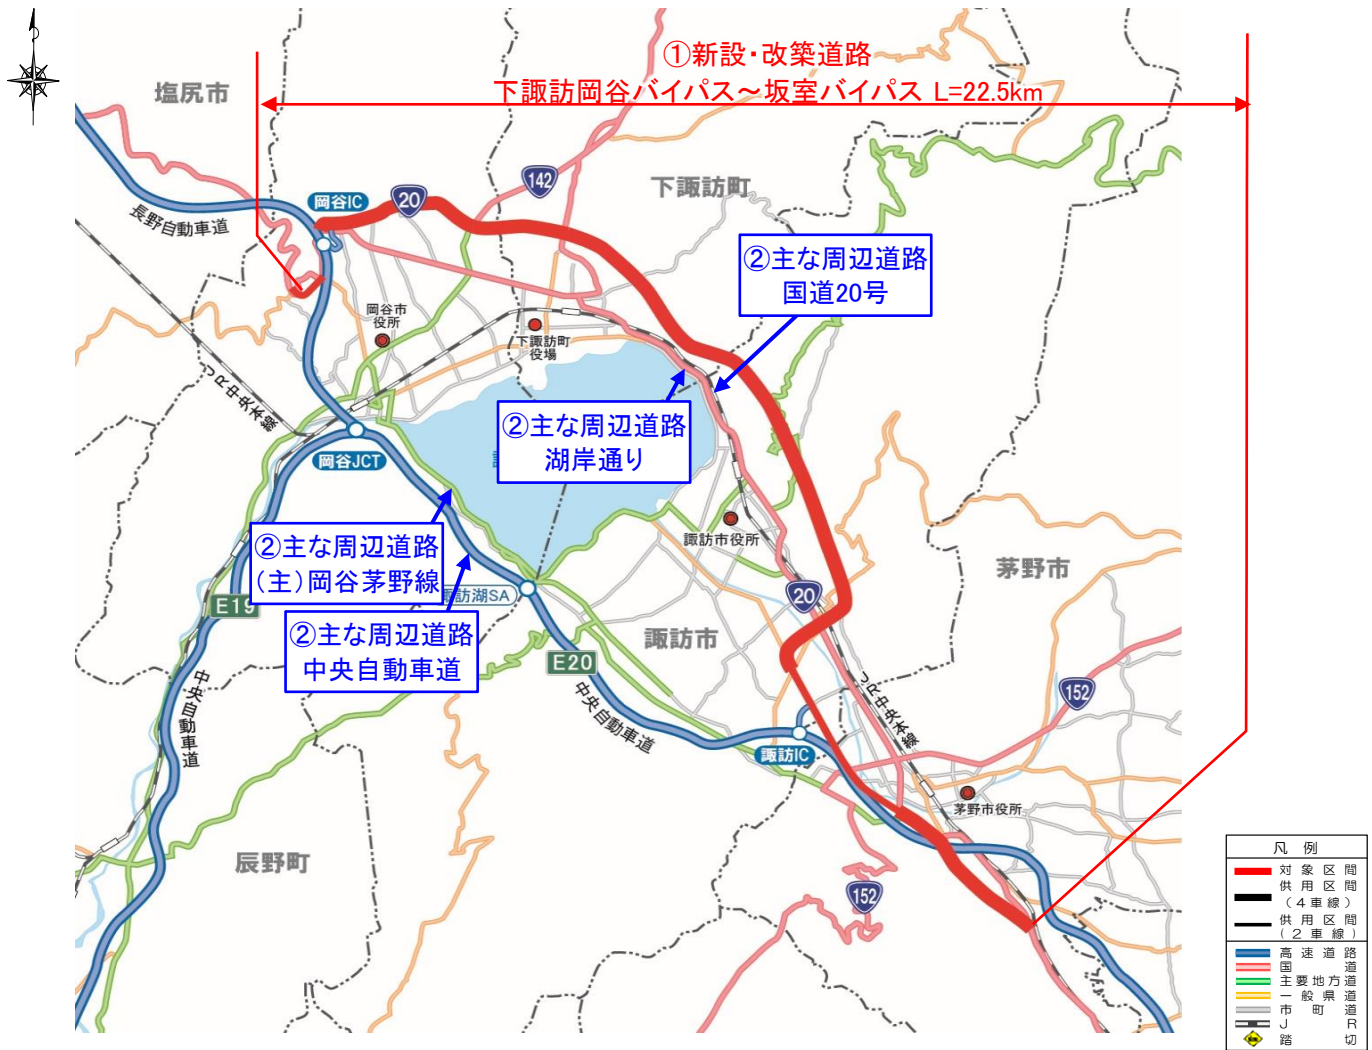 ①新設・改築道路
下諏訪岡谷バイパス～坂室バイパス L=22.5km
塩尻市
142
下諏訪町
岡谷IC
20
長野自動車道
②主な周辺道路
国道20号
岡谷市
役所
下諏訪町
役場
JR中央本線
②主な周辺道路
湖岸通り
岡谷JCT
諏訪市役所
②主な周辺道路
(主)岡谷茅野線
茅野市
諏訪湖SA
20
E19
②主な周辺道路
中央自動車道
諏訪市
E20
中央自動車道
中央自動車道
JR中央本線
152
諏訪IC
茅野市役所
辰野町
152
凡 例
対象区間
供用区間
(4車線)
供用区間
(2車線)
高速道路
国道
主要地方道
一般県道
市町道
JR
踏切